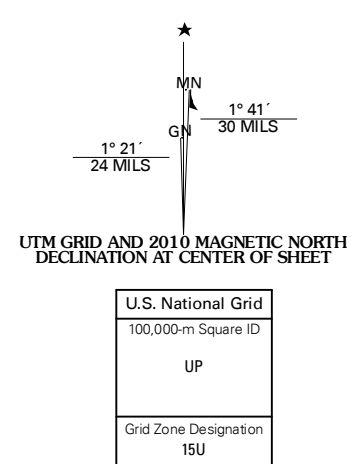 MN
1° 41´
30 MILS
GN
1° 21´
24 MILS
UTM GRID AND 2010 MAGNETIC NORTH
DECLINATION AT CENTER OF SHEET
U.S. National Grid
100,000-m Square ID
UP
Grid Zone Designation
15U